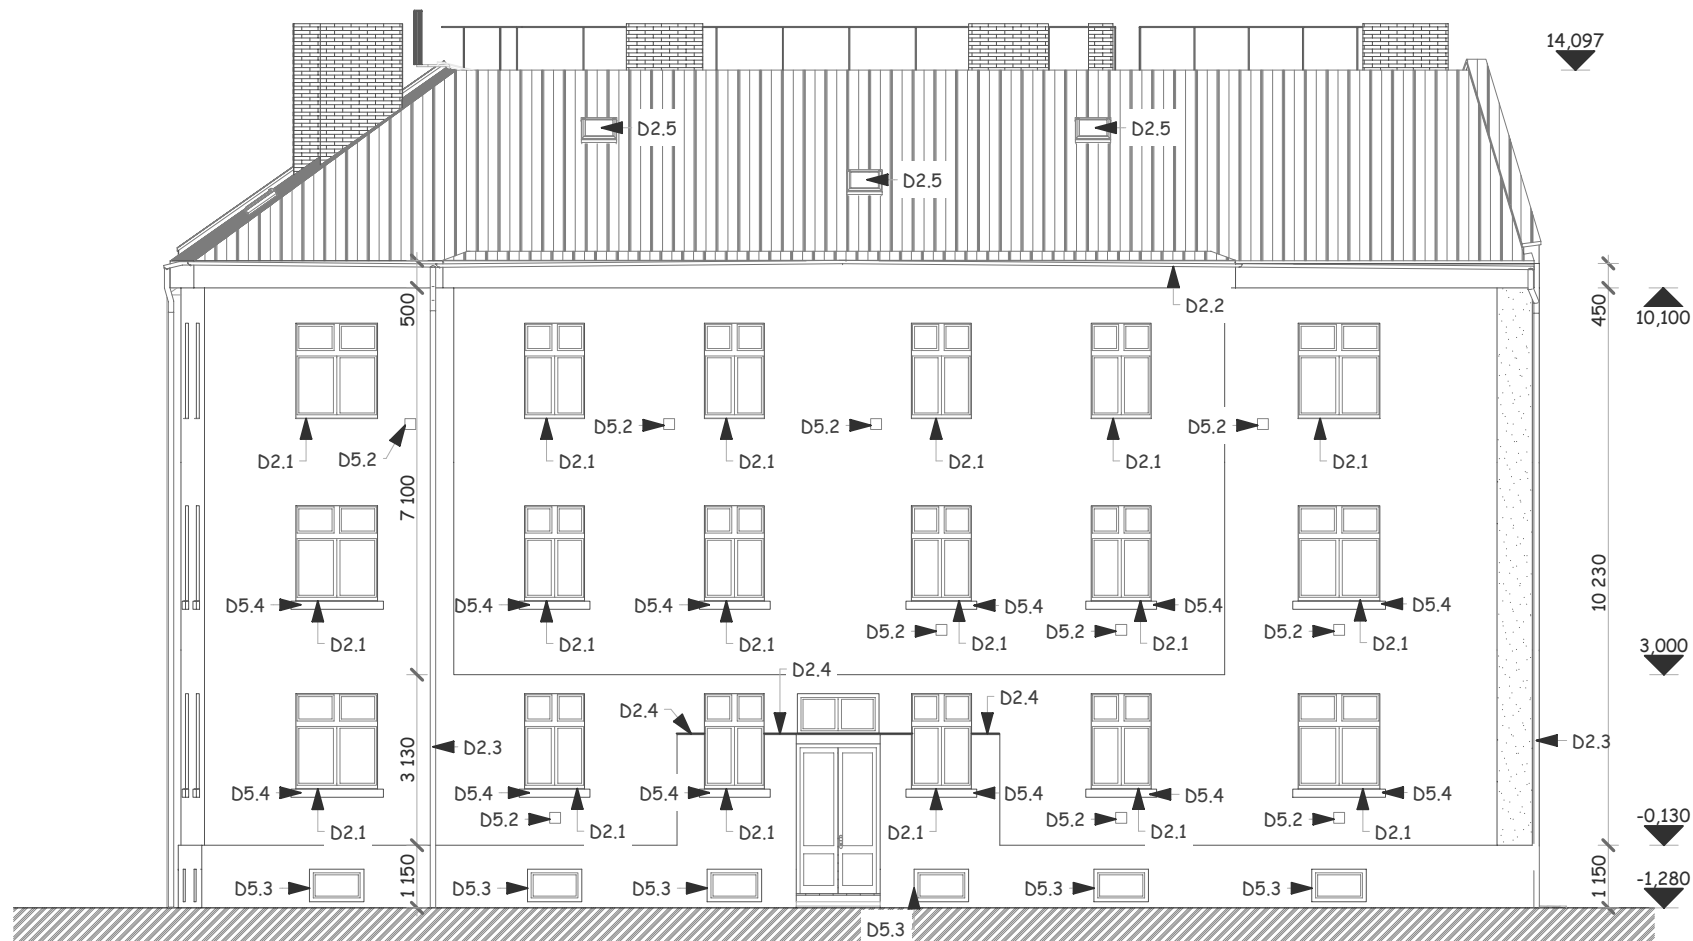 14,097
D2.5
D2.5
D2.5
500
D2.2
450
10,100
D5.2
D5.2
D5.2
D2.1
D5.2
D2.1
D2.1
D2.1
D2.1
D2.1
7 100
10 230
D5.4
D5.4
D5.4
D5.4
D5.4
D5.4
D5.2
D5.2
D5.2
D2.1
D2.1
D2.1
D2.1
D2.1
D2.1
3,000
D2.4
D2.4
D2.4
3 130
D2.3
D2.3
D5.4
D5.4
D5.4
D5.4
D5.4
D5.4
D5.2
D5.2
D5.2
-0,130
D2.1
D2.1
D2.1
D2.1
D2.1
D2.1
1 150
1 150
-1,280
D5.3
D5.3
D5.3
D5.3
D5.3
D5.3